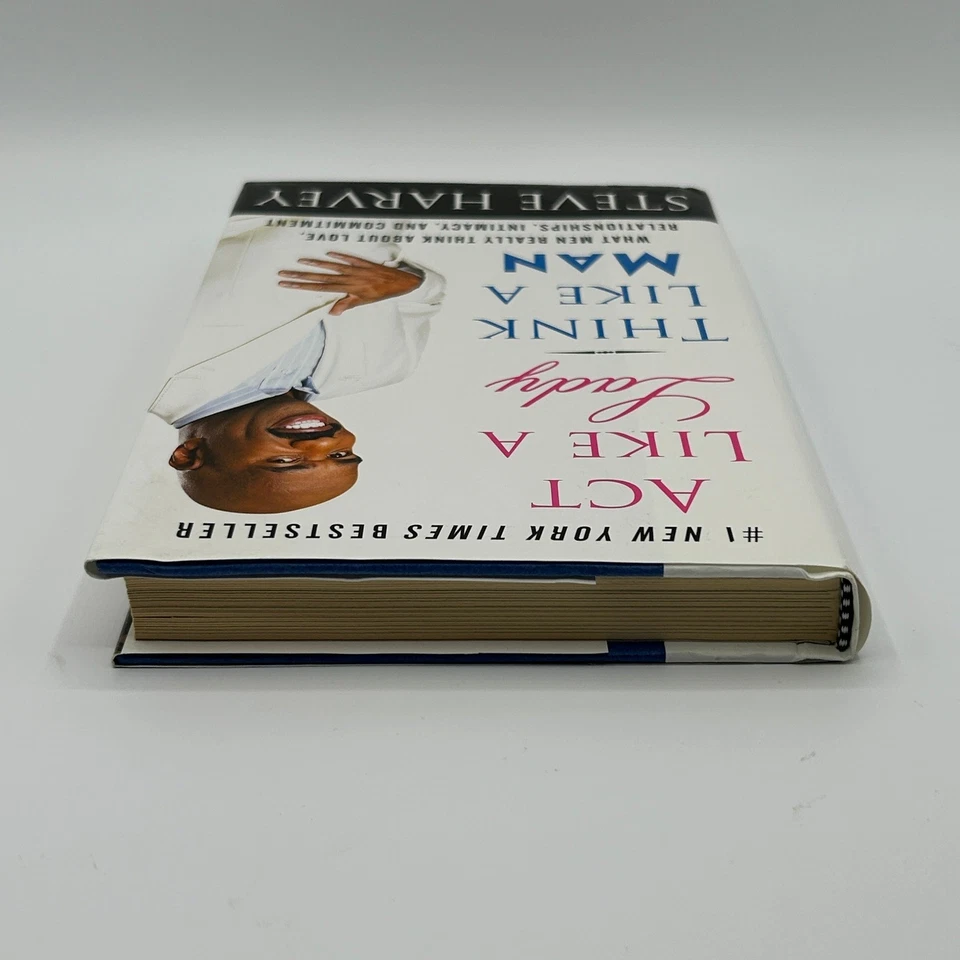 #1 NEW YORK TIMES BESTSELLER
ACT
LIKE A
Lady
THINK
LIKE A
MAN
WHAT MEN REALLY THINK ABOUT LOVE,
RELATIONSHIPS, INTIMACY, AND COMMITMENT
STEVE HARVEY